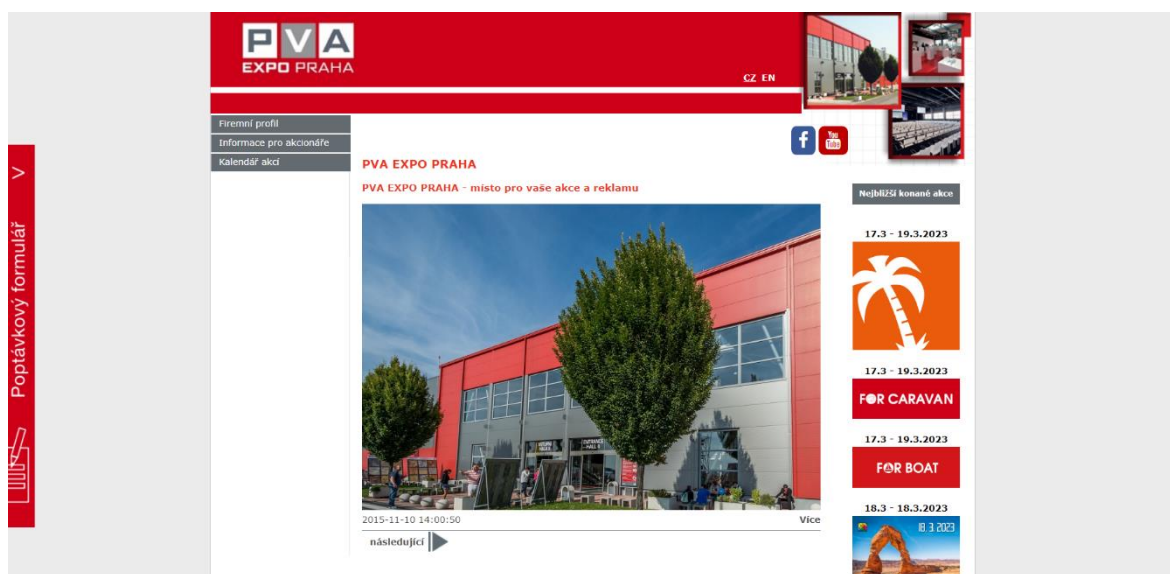 PVA
EXPO PRAHA
CZ EN
Firemní profil
Informace pro akcionáře
Kalendář akcí
f
You
Tube
PVA EXPO PRAHA
PVA EXPO PRAHA - místo pro vaše akce a reklamu
2015-11-10 14:00:50
Více
následující
Nejbližší konané akce
17.3 - 19.3.2023
17.3 - 19.3.2023
FOR CARAVAN
17.3 - 19.3.2023
FOR BOAT
18.3 - 18.3.2023
18.3.2023
Poptávkový formulář